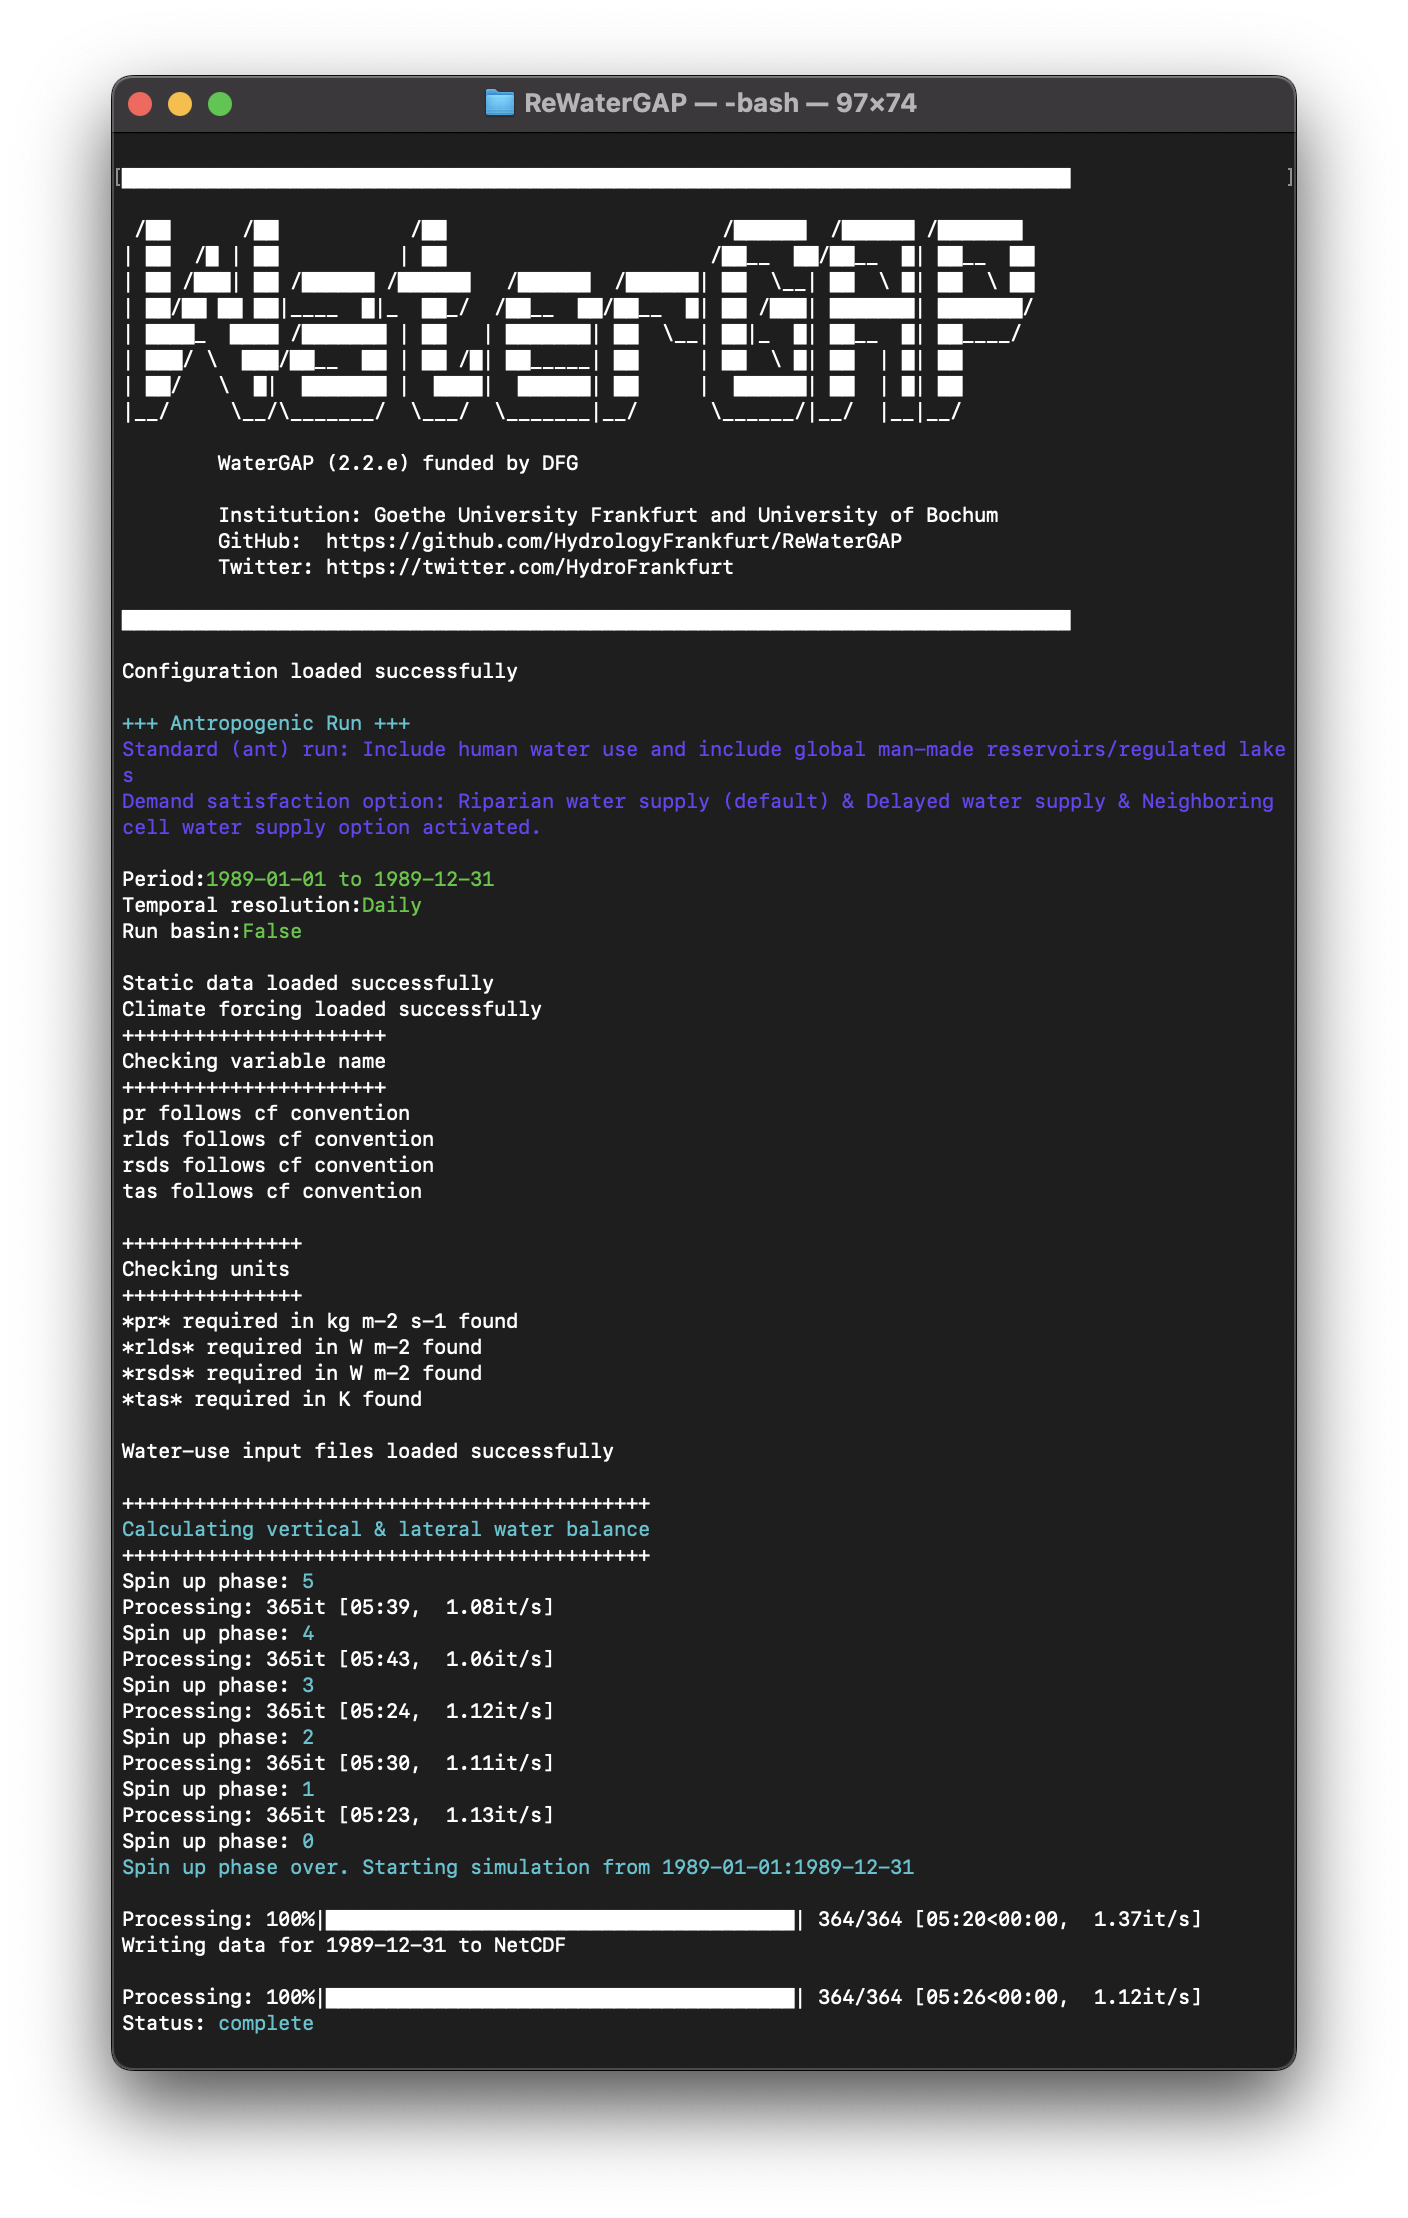 ReWaterGAP — -bash — 97×74
WaterGAP
WaterGAP (2.2.e) funded by DFG
Institution: Goethe University Frankfurt and University of Bochum
GitHub:  https://github.com/HydrologyFrankfurt/ReWaterGAP
Twitter: https://twitter.com/HydroFrankfurt
Configuration loaded successfully
+++ Antropogenic Run +++
Standard (ant) run: Include human water use and include global man-made reservoirs/regulated lake
s
Demand satisfaction option: Riparian water supply (default) & Delayed water supply & Neighboring
cell water supply option activated.
Period:1989-01-01 to 1989-12-31
Temporal resolution:Daily
Run basin:False
Static data loaded successfully
Climate forcing loaded successfully
++++++++++++++++++++++
Checking variable name
++++++++++++++++++++++
pr follows cf convention
rlds follows cf convention
rsds follows cf convention
tas follows cf convention
+++++++++++++++
Checking units
+++++++++++++++
*pr* required in kg m-2 s-1 found
*rlds* required in W m-2 found
*rsds* required in W m-2 found
*tas* required in K found
Water-use input files loaded successfully
++++++++++++++++++++++++++++++++++++++++++++
Calculating vertical & lateral water balance
++++++++++++++++++++++++++++++++++++++++++++
Spin up phase: 5
Processing: 365it [05:39,  1.08it/s]
Spin up phase: 4
Processing: 365it [05:43,  1.06it/s]
Spin up phase: 3
Processing: 365it [05:24,  1.12it/s]
Spin up phase: 2
Processing: 365it [05:30,  1.11it/s]
Spin up phase: 1
Processing: 365it [05:23,  1.13it/s]
Spin up phase: 0
Spin up phase over. Starting simulation from 1989-01-01:1989-12-31
Processing: 100%| | 364/364 [05:20<00:00,  1.37it/s]
Writing data for 1989-12-31 to NetCDF
Processing: 100%| | 364/364 [05:26<00:00,  1.12it/s]
Status: complete